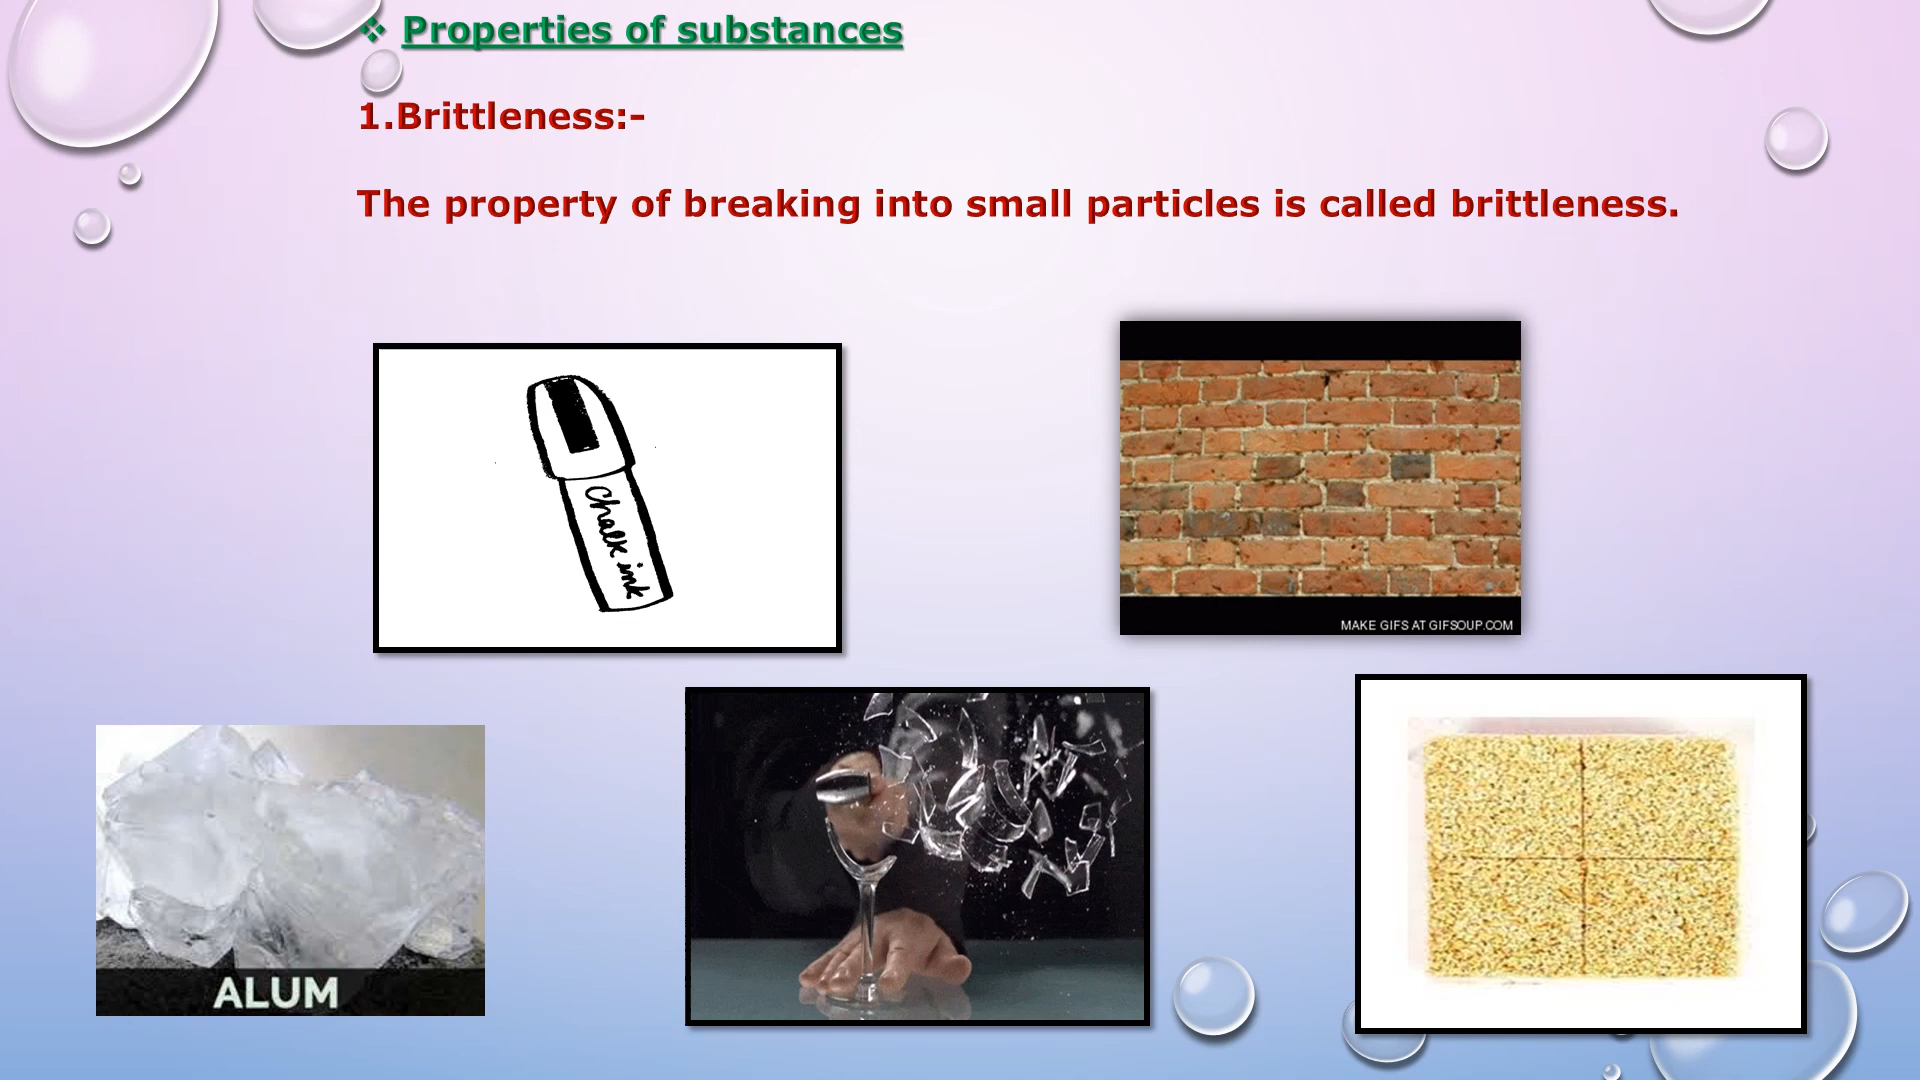 ❖ Properties of substances
1.Brittleness:-
The property of breaking into small particles is called brittleness.
Chalk ink
MAKE GIFS AT GIFSOUP.COM
ALUM